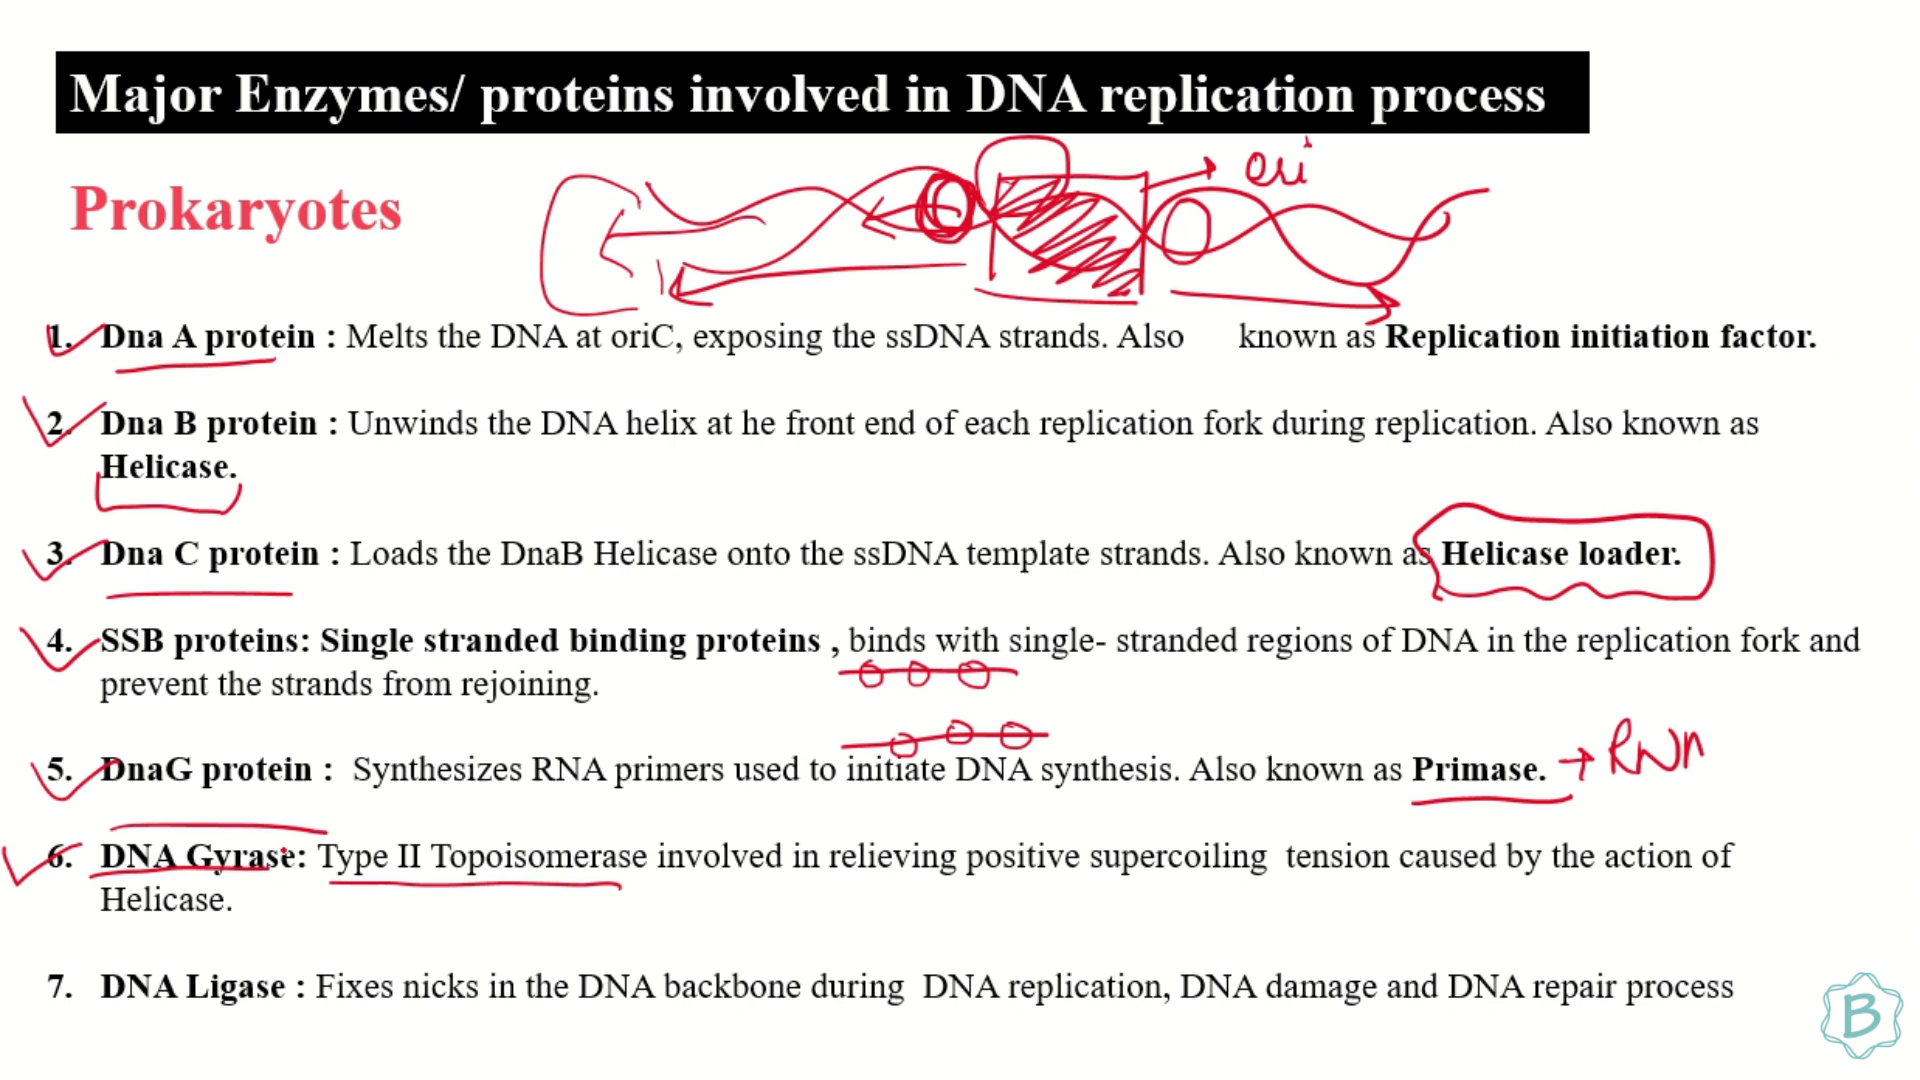 Major Enzymes/ proteins involved in DNA replication process
ori
Prokaryotes
1. Dna A protein : Melts the DNA at oriC, exposing the ssDNA strands. Also known as Replication initiation factor.
2. Dna B protein : Unwinds the DNA helix at he front end of each replication fork during replication. Also known as
Helicase.
3. Dna C protein : Loads the DnaB Helicase onto the ssDNA template strands. Also known as Helicase loader.
4. SSB proteins: Single stranded binding proteins , binds with single- stranded regions of DNA in the replication fork and
prevent the strands from rejoining.
5. DnaG protein : Synthesizes RNA primers used to initiate DNA synthesis. Also known as Primase. → RNA
6. DNA Gyrase: Type II Topoisomerase involved in relieving positive supercoiling tension caused by the action of
Helicase.
7. DNA Ligase : Fixes nicks in the DNA backbone during DNA replication, DNA damage and DNA repair process
B